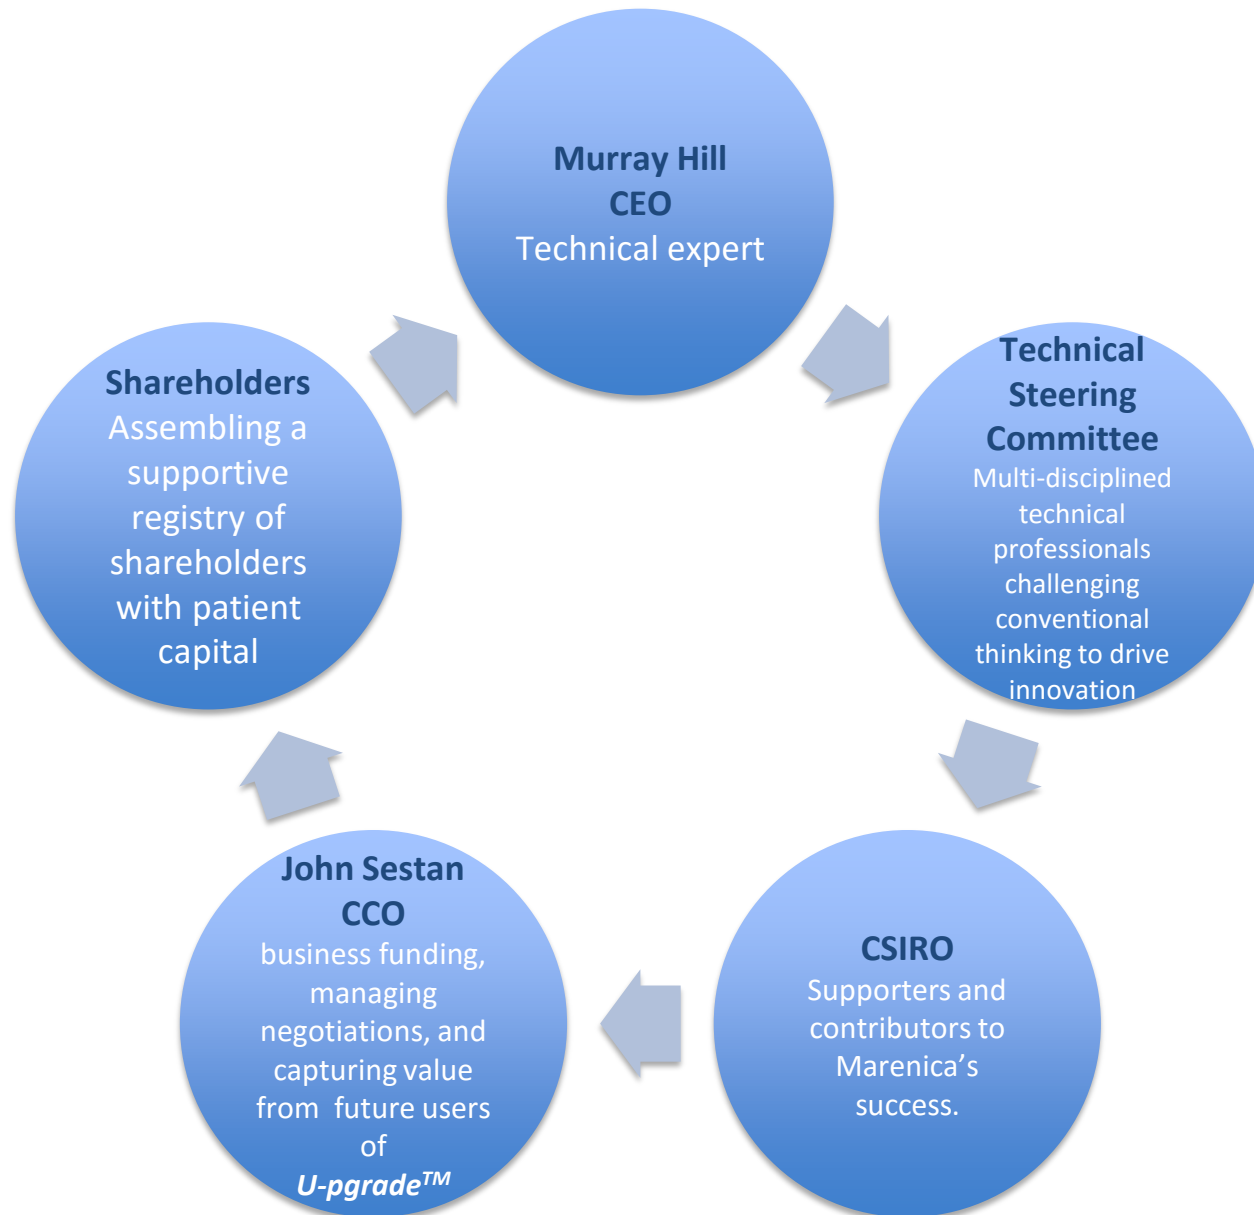 Murray Hill
CEO
Technical expert
Technical
Steering
Committee
Multi-disciplined
technical
professionals
challenging
conventional
thinking to drive
innovation
CSIRO
Supporters and
contributors to
Marenica’s
success.
John Sestan
CCO
business funding,
managing
negotiations, and
capturing value
from future users
of
U-pgradeTM
Shareholders
Assembling a
supportive
registry of
shareholders
with patient
capital